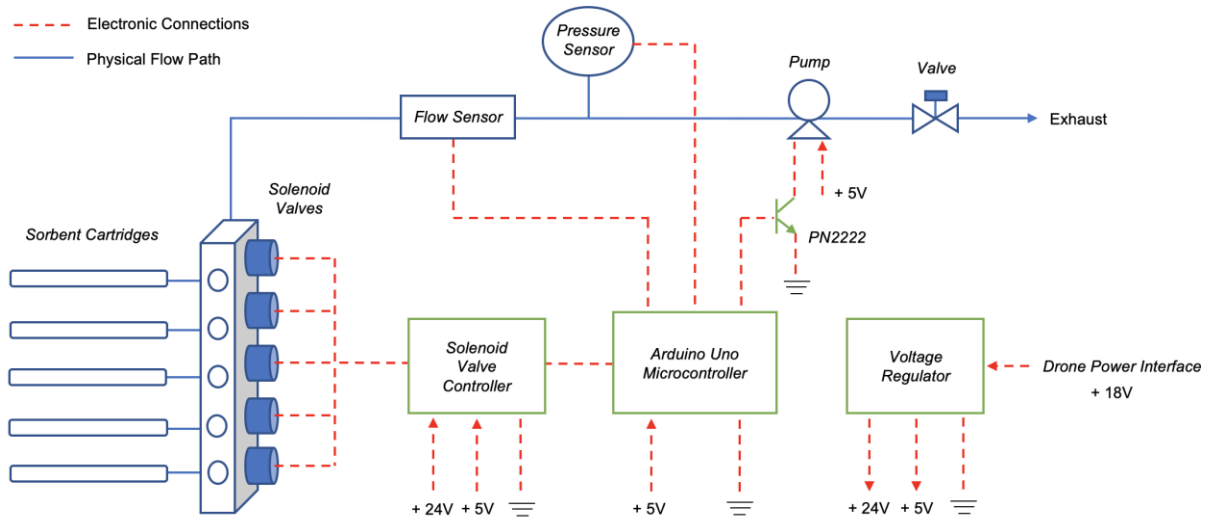 Electronic Connections
Physical Flow Path
Pressure
Sensor
Pump
Valve
Flow Sensor
Exhaust
+ 5V
PN2222
Solenoid
Valves
Sorbent Cartridges
Solenoid
Valve
Controller
Arduino Uno
Microcontroller
Voltage
Regulator
Drone Power Interface
+ 18V
+ 24V
+ 5V
+ 5V
+ 24V
+ 5V